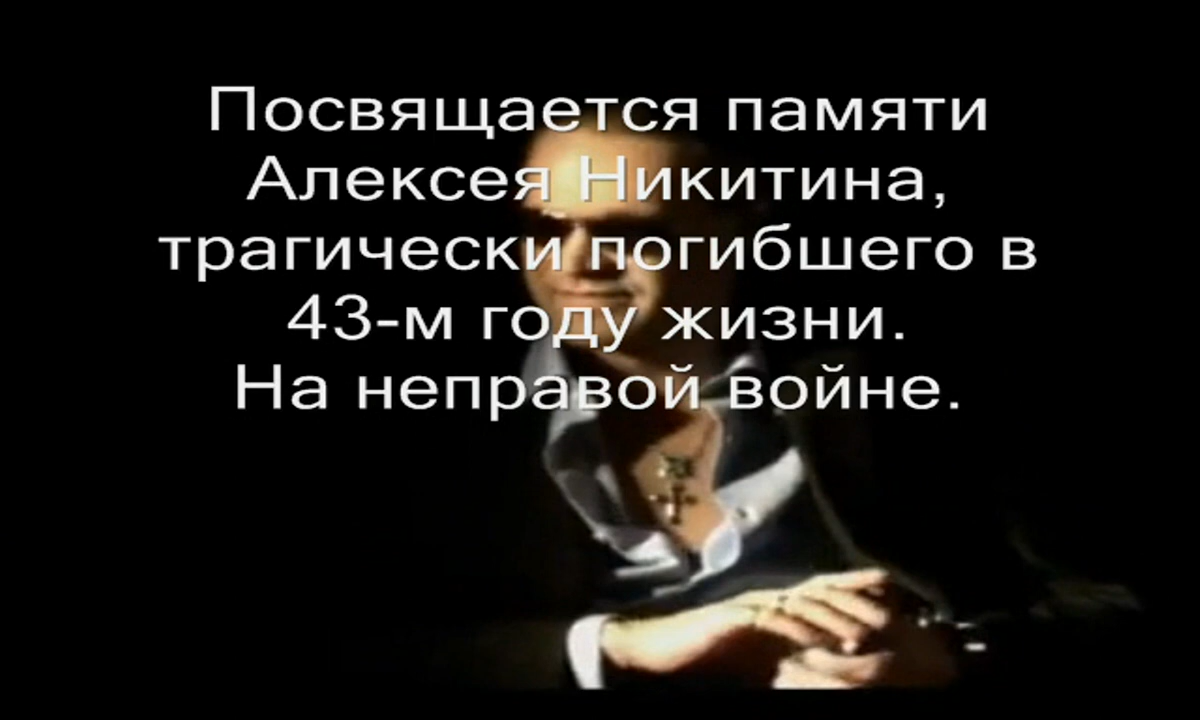 Посвящается памяти
Алексея Никитина,
трагически погибшего в
43-м году жизни.
На неправой войне.